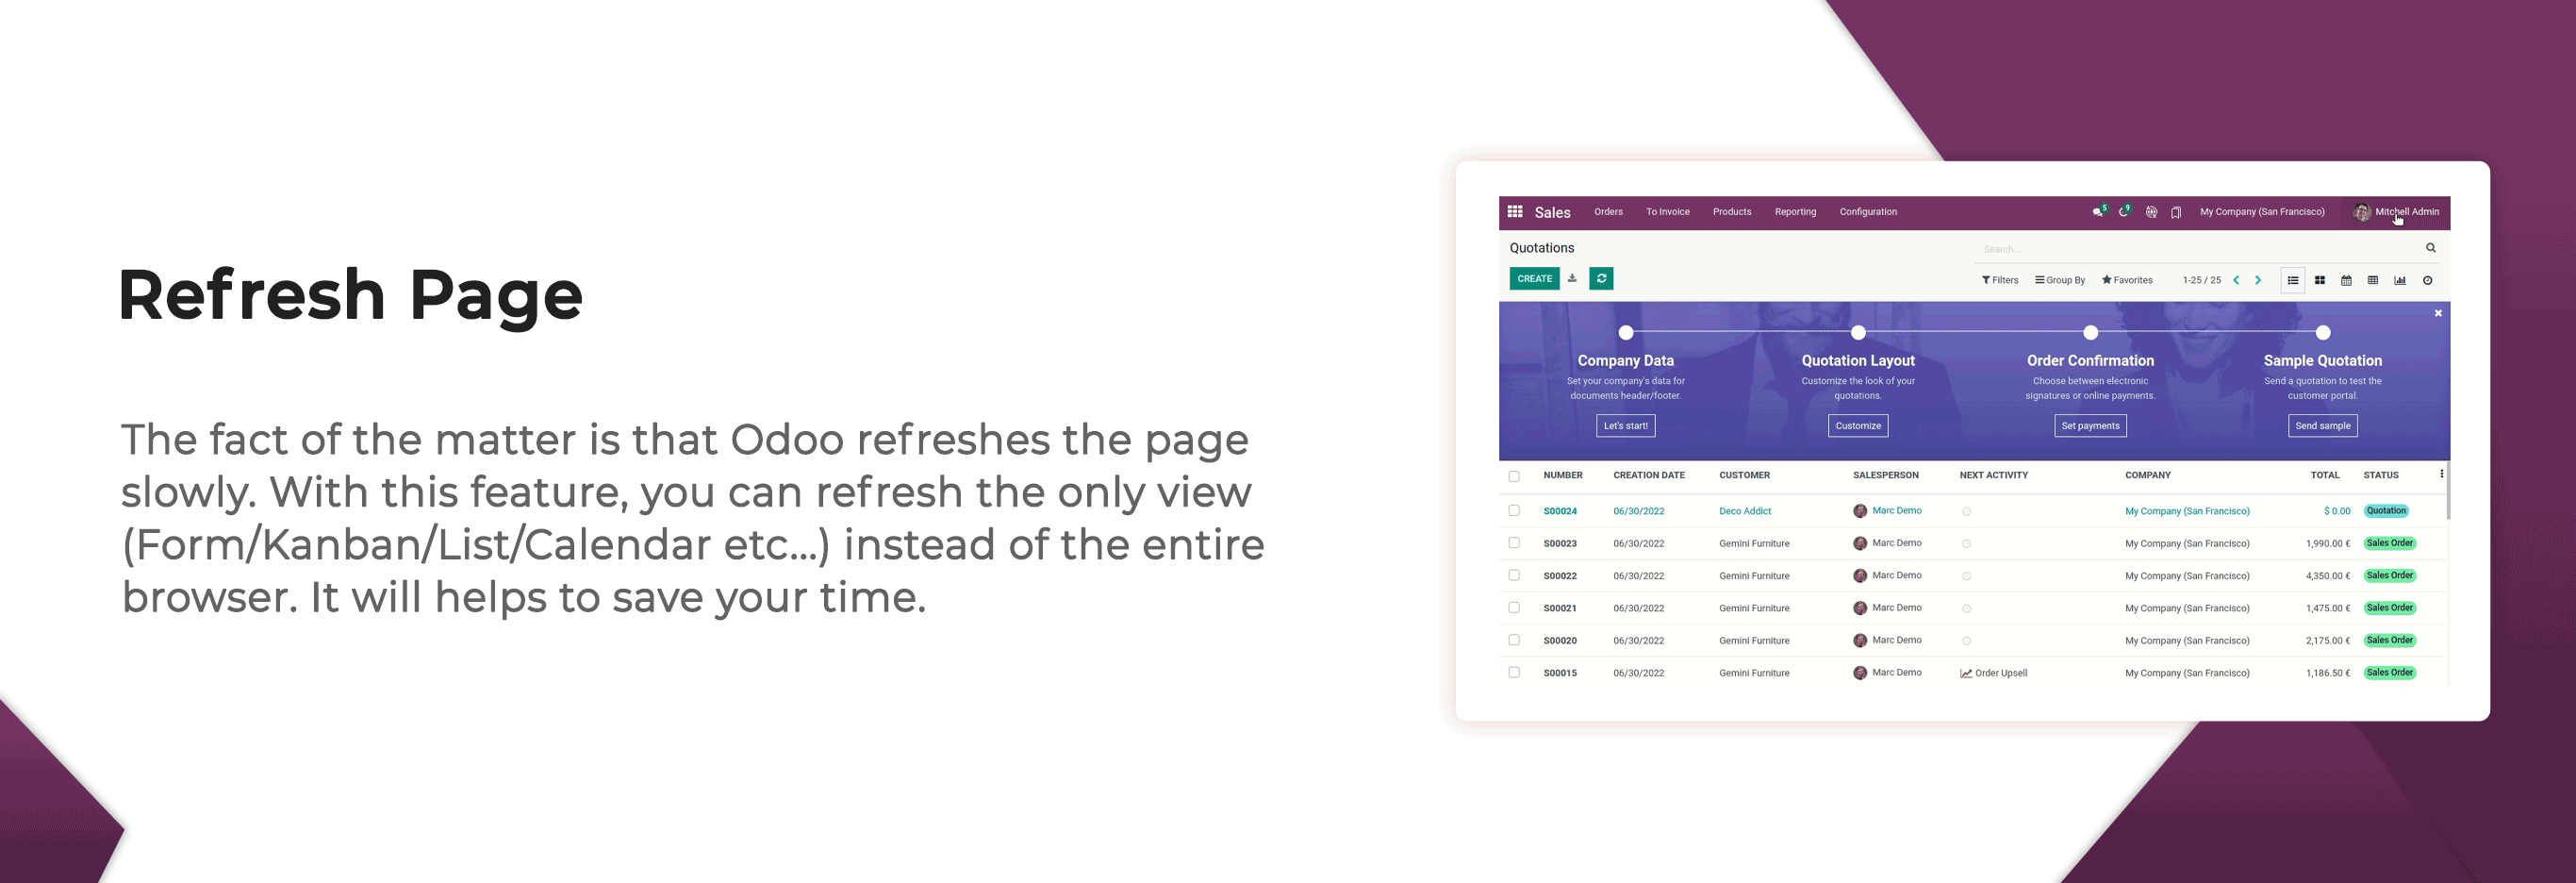 Refresh Page
The fact of the matter is that Odoo refreshes the page
slowly. With this feature, you can refresh the only view
(Form/Kanban/List/Calendar etc...) instead of the entire
browser. It will helps to save your time.
Sales Orders To Invoice Products Reporting Configuration 5 9 My Company (San Francisco) Mitchell Admin
Quotations Search...
CREATE Filters Group By Favorites 1-25 / 25
Company Data Quotation Layout Order Confirmation Sample Quotation
Set your company's data for Customize the look of your Choose between electronic Send a quotation to test the
documents header/footer. quotations. signatures or online payments. customer portal.
Let's start! Customize Set payments Send sample
NUMBER CREATION DATE CUSTOMER SALESPERSON NEXT ACTIVITY COMPANY TOTAL STATUS
S00024 06/30/2022 Deco Addict Marc Demo My Company (San Francisco) $ 0.00 Quotation
S00023 06/30/2022 Gemini Furniture Marc Demo My Company (San Francisco) 1,990.00 € Sales Order
S00022 06/30/2022 Gemini Furniture Marc Demo My Company (San Francisco) 4,350.00 € Sales Order
S00021 06/30/2022 Gemini Furniture Marc Demo My Company (San Francisco) 1,475.00 € Sales Order
S00020 06/30/2022 Gemini Furniture Marc Demo My Company (San Francisco) 2,175.00 € Sales Order
S00015 06/30/2022 Gemini Furniture Marc Demo Order Upsell My Company (San Francisco) 1,186.50 € Sales Order